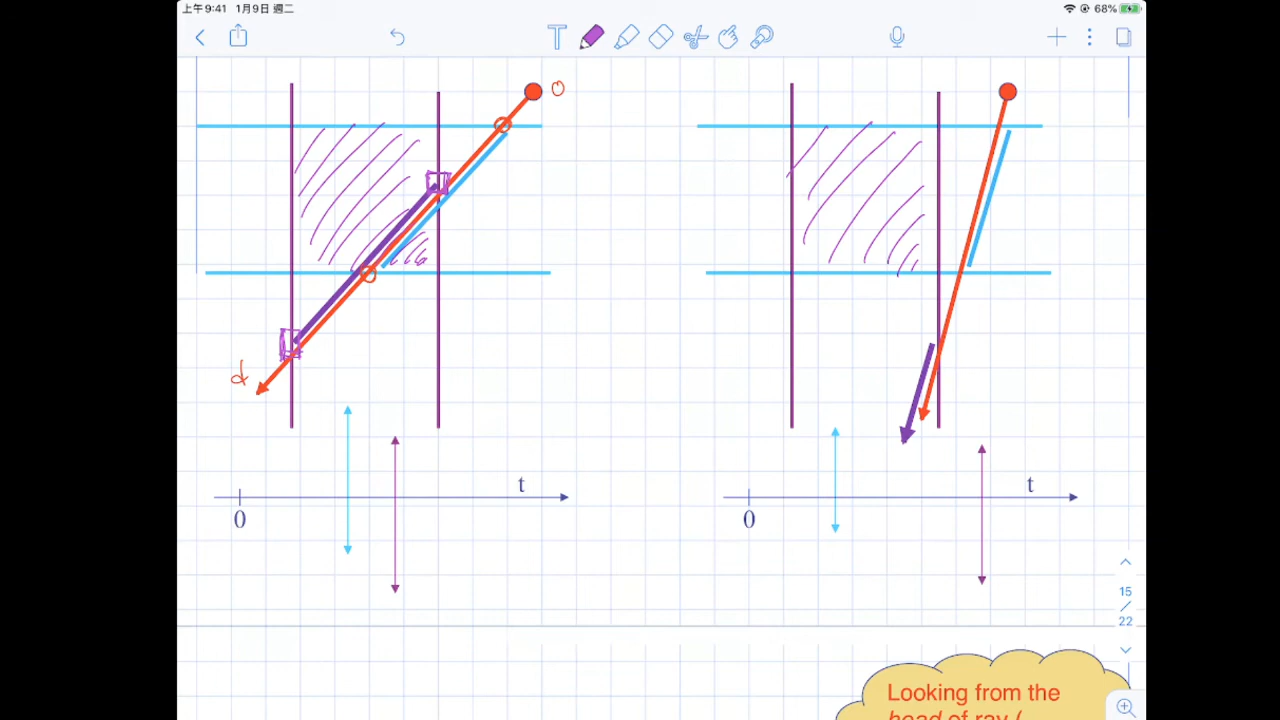 上午9:41 1月9日 週二
68%
T
O
d
t
0
t
0
15
/
22
Looking from the
head of ray (